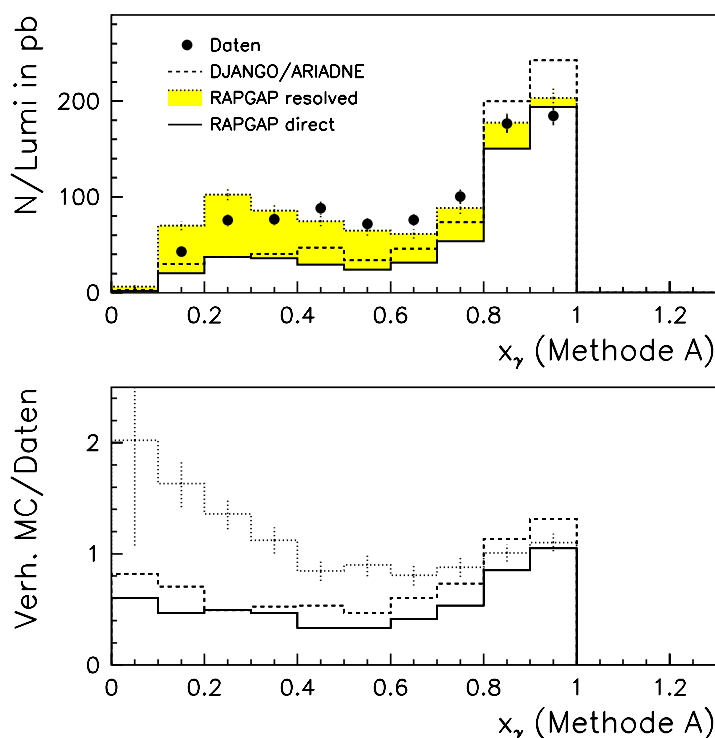 N/Lumi in pb
200
100
0
Daten
DJANGO/ARIADNE
RAPGAP resolved
RAPGAP direct
0 0.2 0.4 0.6 0.8 1 1.2
xγ (Methode A)
Verh. MC/Daten
2
1
0
0 0.2 0.4 0.6 0.8 1 1.2
xγ (Methode A)